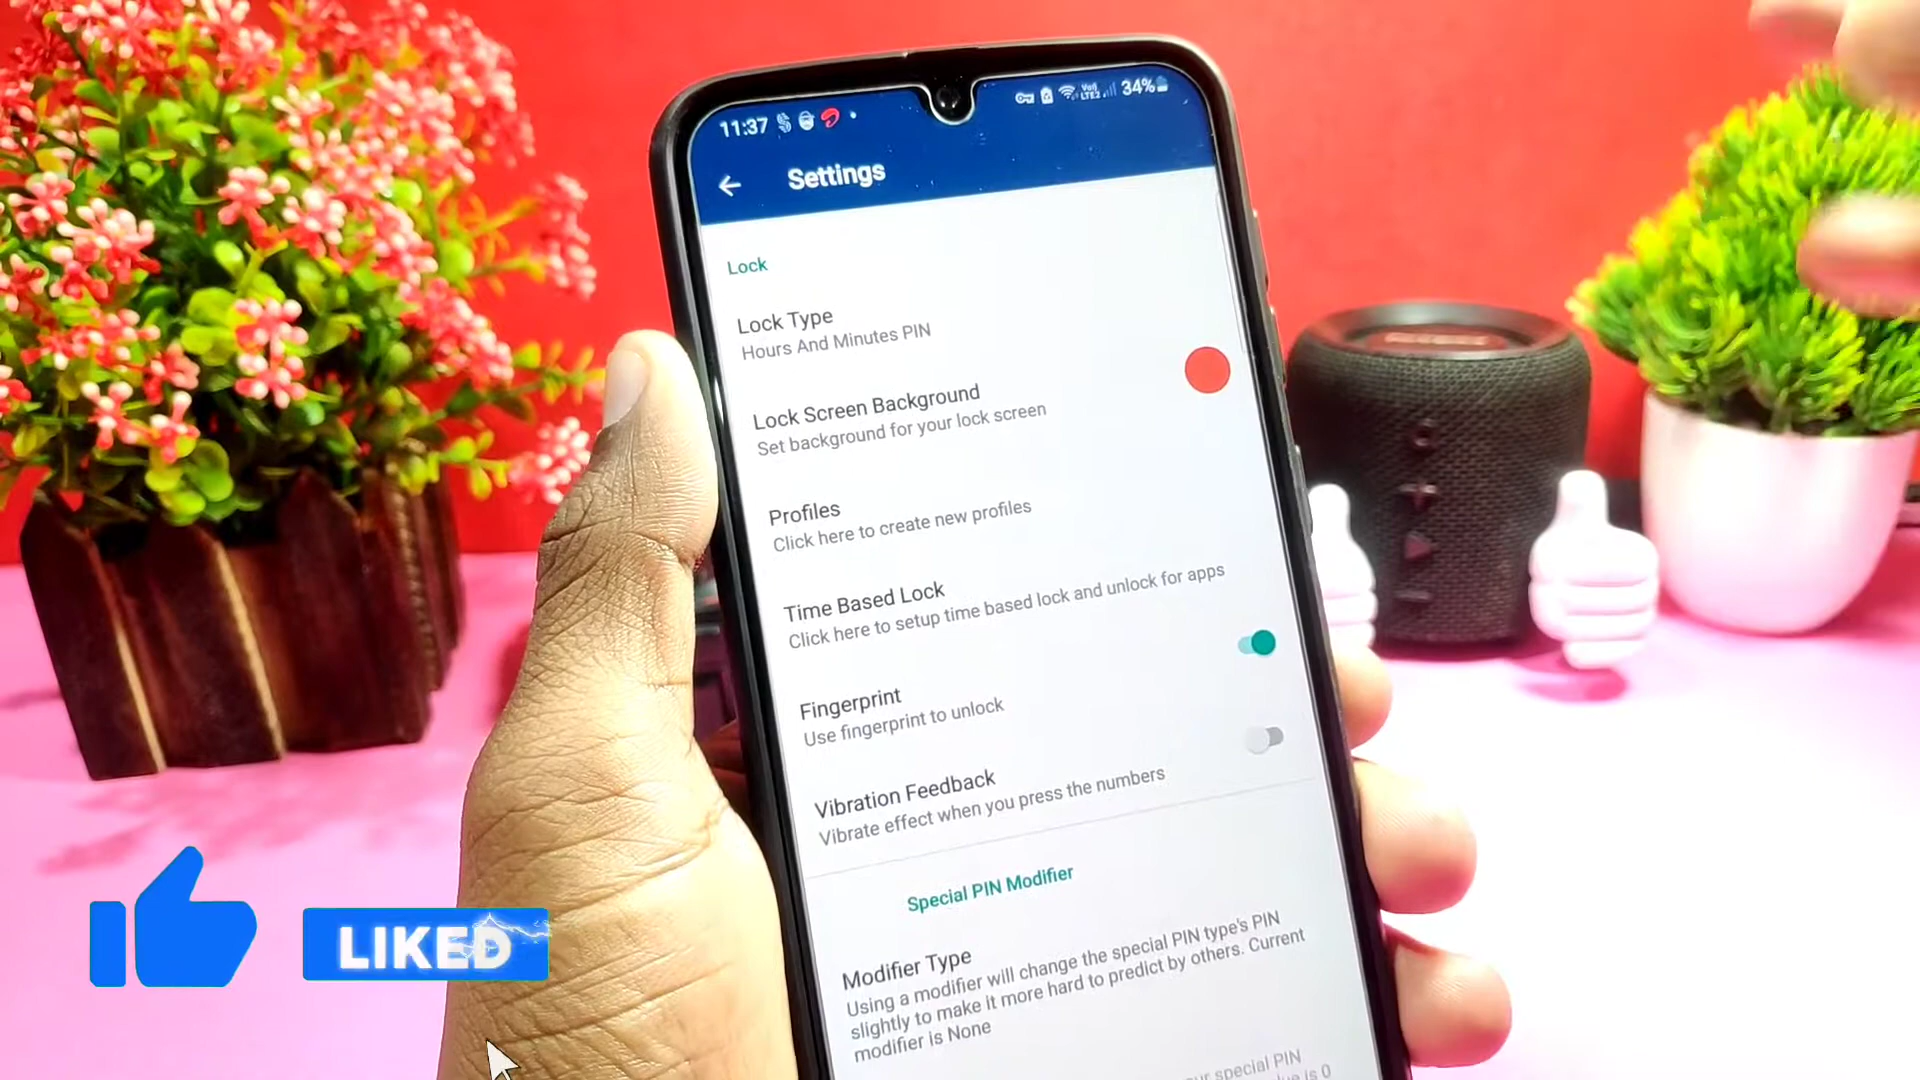 11:37
34%
Settings
Lock
Lock Type
Hours And Minutes PIN
Lock Screen Background
Set background for your lock screen
Profiles
Click here to create new profiles
Time Based Lock
Click here to setup time based lock and unlock for apps
Fingerprint
Use fingerprint to unlock
Vibration Feedback
Vibrate effect when you press the numbers
Special PIN Modifier
Modifier Type
Using a modifier will change the special PIN type's PIN
slightly to make it more hard to predict by others. Current
modifier is None
special PIN
is 0
LIKED